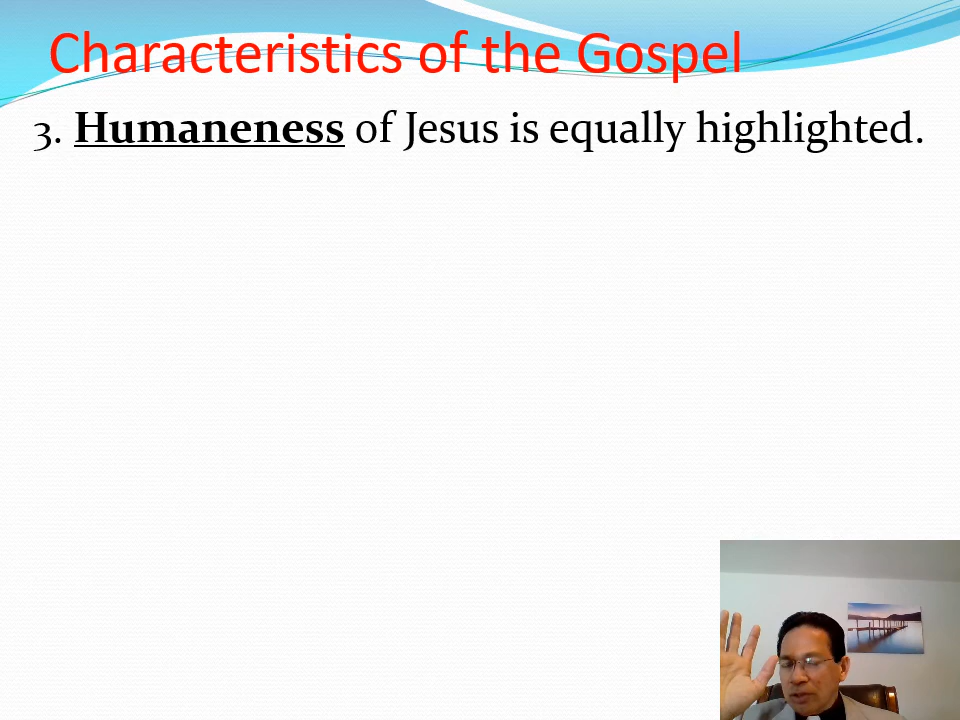 Characteristics of the Gospel
3. Humaneness of Jesus is equally highlighted.